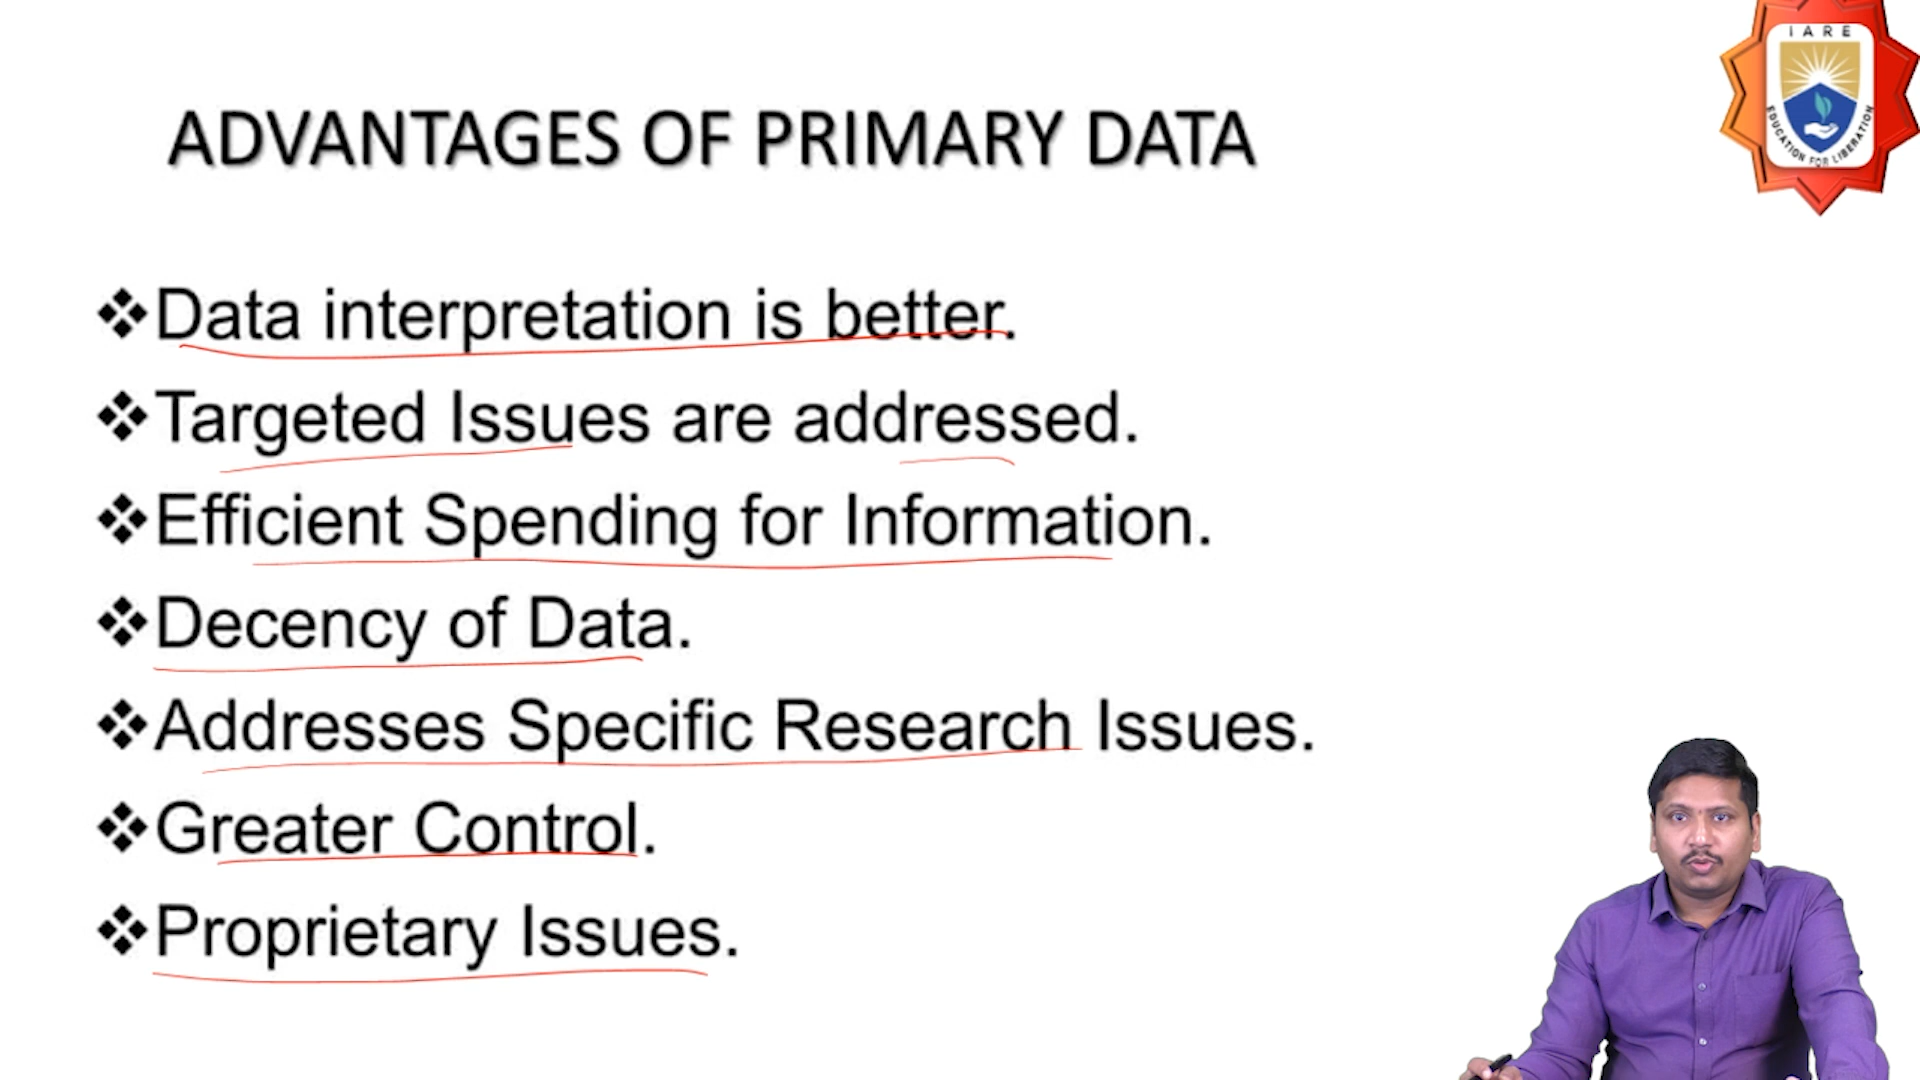 IARE
EDUCATION FOR LIBERATION
ADVANTAGES OF PRIMARY DATA
❖Data interpretation is better.
❖Targeted Issues are addressed.
❖Efficient Spending for Information.
❖Decency of Data.
❖Addresses Specific Research Issues.
❖Greater Control.
❖Proprietary Issues.